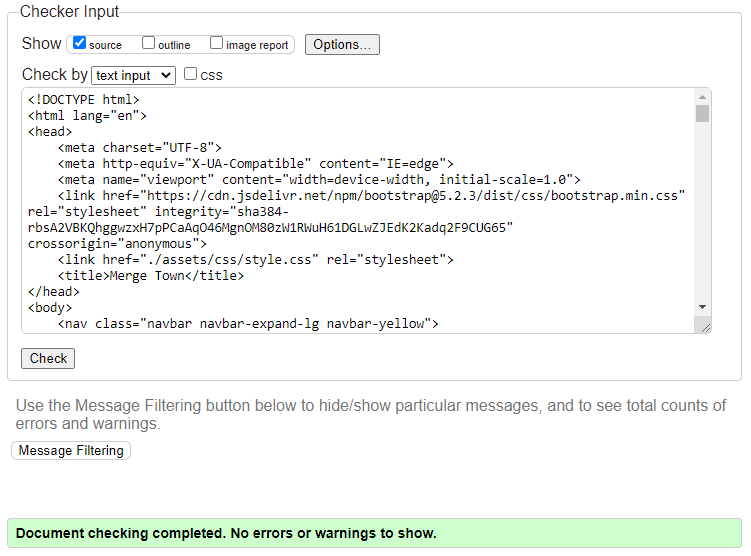 Checker Input
Show source outline image report Options...
Check by text input css
<!DOCTYPE html>
<html lang="en">
<head>
    <meta charset="UTF-8">
    <meta http-equiv="X-UA-Compatible" content="IE=edge">
    <meta name="viewport" content="width=device-width, initial-scale=1.0">
    <link href="https://cdn.jsdelivr.net/npm/bootstrap@5.2.3/dist/css/bootstrap.min.css"
rel="stylesheet" integrity="sha384-
rbsA2VBKQhggwzxH7pPCaAqO46MgnOM80zW1RWuH61DGLwZJEdK2Kadq2F9CUG65"
crossorigin="anonymous">
    <link href="./assets/css/style.css" rel="stylesheet">
    <title>Merge Town</title>
</head>
<body>
    <nav class="navbar navbar-expand-lg navbar-yellow">
Check
Use the Message Filtering button below to hide/show particular messages, and to see total counts of
errors and warnings.
Message Filtering
Document checking completed. No errors or warnings to show.